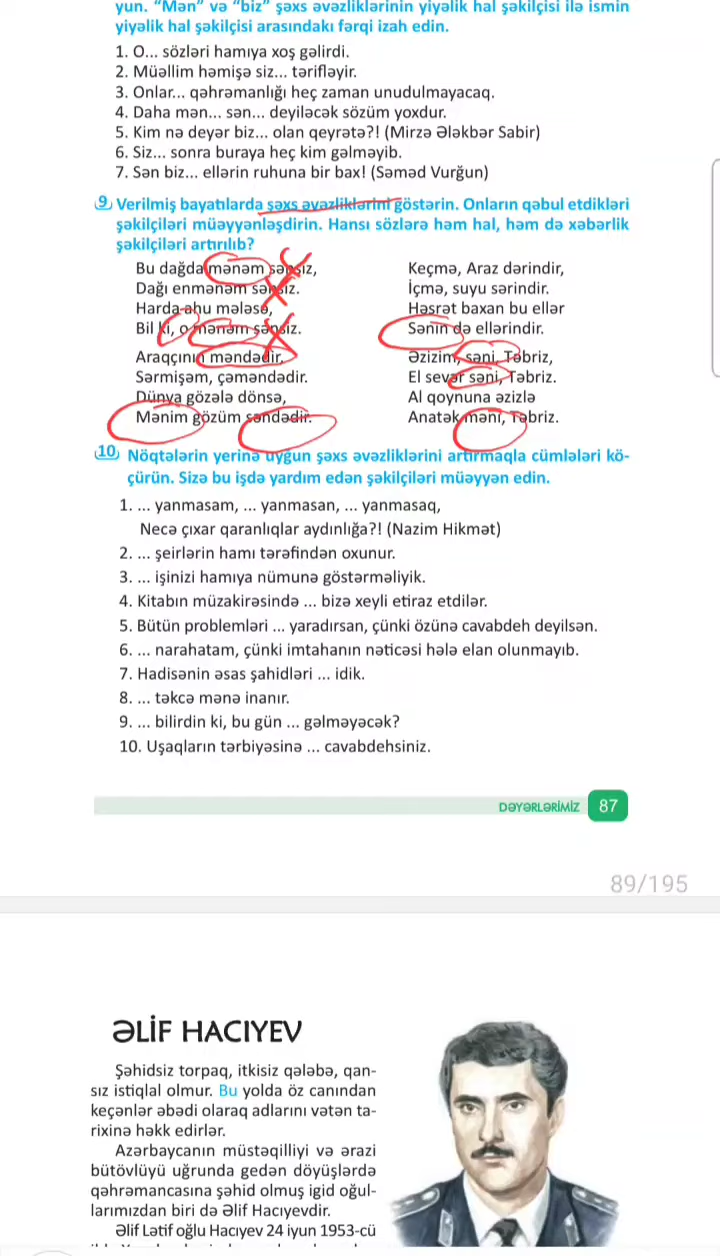 yun. “Mən” və “biz” şəxs əvəzliklərinin yiyəlik hal şəkilçisi ilə ismin
yiyəlik hal şəkilçisi arasındakı fərqi izah edin.
1. O... sözləri hamıya xoş gəlirdi.
2. Müəllim həmişə siz... tərifləyir.
3. Onlar... qəhrəmanlığı heç zaman unudulmayacaq.
4. Daha mən... sən... deyiləcək sözüm yoxdur.
5. Kim nə deyər biz... olan qeyrətə?! (Mirzə Ələkbər Sabir)
6. Siz... sonra buraya heç kim gəlməyib.
7. Sən biz... ellərin ruhuna bir bax! (Səməd Vurğun)
9 Verilmiş bayatılarda şəxs əvəzliklərini göstərin. Onların qəbul etdikləri
şəkilçiləri müəyyənləşdirin. Hansı sözlərə həm hal, həm də xəbərlik
şəkilçiləri artırılıb?
Bu dağda mənəm sənsiz,
Dağı enmənəm sənsiz.
Harda ahu mələsə,
Bil ki, o mənəm sənsiz.
Araqçının məndədir,
Sərmişəm, çəməndədir.
Dünya gözələ dönsə,
Mənim gözüm səndədir.
Keçmə, Araz dərindir,
İçmə, suyu sərindir.
Həsrət baxan bu ellər
Sənin də ellərindir.
Əzizim, səni, Təbriz,
El sevər səni, Təbriz.
Al qoynuna əzizlə
Anatək məni, Təbriz.
10 Nöqtələrin yerinə uyğun şəxs əvəzliklərini artırmaqla cümlələri kö-
çürün. Sizə bu işdə yardım edən şəkilçiləri müəyyən edin.
1. ... yanmasam, ... yanmasan, ... yanmasaq,
Necə çıxar qaranlıqlar aydınlığa?! (Nazim Hikmət)
2. ... şeirlərin hamı tərəfindən oxunur.
3. ... işinizi hamıya nümunə göstərməliyik.
4. Kitabın müzakirəsində ... bizə xeyli etiraz etdilər.
5. Bütün problemləri ... yaradırsan, çünki özünə cavabdeh deyilsən.
6. ... narahatam, çünki imtahanın nəticəsi hələ elan olunmayıb.
7. Hadisənin əsas şahidləri ... idik.
8. ... təkcə mənə inanır.
9. ... bilirdin ki, bu gün ... gəlməyəcək?
10. Uşaqların tərbiyəsinə ... cavabdehsiniz.
DƏYƏRLƏRİMİZ 87
89/195
ƏLİF HACIYEV
Şəhidsiz torpaq, itkisiz qələbə, qan-
sız istiqlal olmur. Bu yolda öz canından
keçənlər əbədi olaraq adlarını vətən ta-
rixinə həkk edirlər.
Azərbaycanın müstəqilliyi və ərazi
bütövlüyü uğrunda gedən döyüşlərdə
qəhrəmancasına şəhid olmuş igid oğul-
larımızdan biri də Əlif Hacıyevdir.
Əlif Lətif oğlu Hacıyev 24 iyun 1953-cü